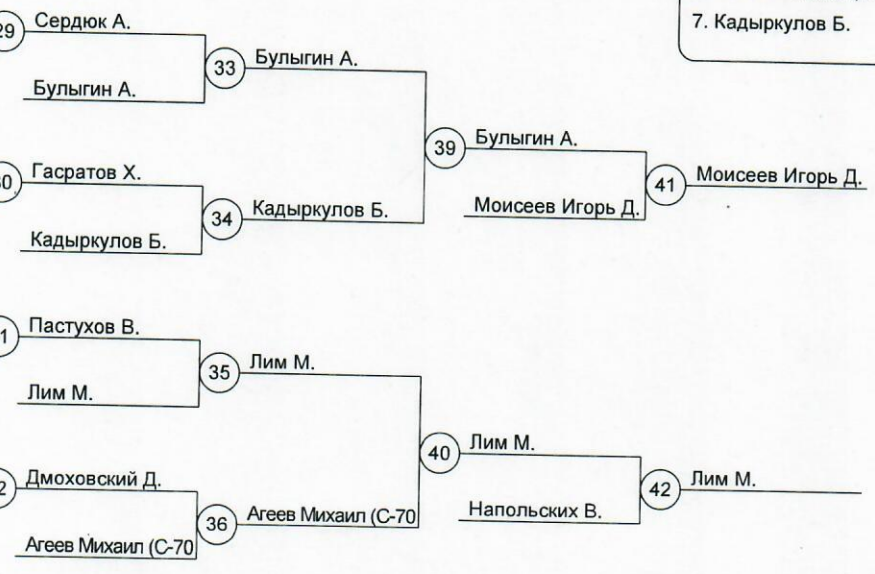 7. Кадыркулов Б.
29 Сердюк А.
33 Булыгин А.
Булыгин А.
39 Булыгин А.
Гасратов Х.
41 Моисеев Игорь Д.
34 Кадыркулов Б.
Моисеев Игорь Д.
Кадыркулов Б.
Пастухов В.
35 Лим М.
Лим М.
40 Лим М.
Дмоховский Д.
42 Лим М.
36 Агеев Михаил (С-70
Напольских В.
Агеев Михаил (С-70